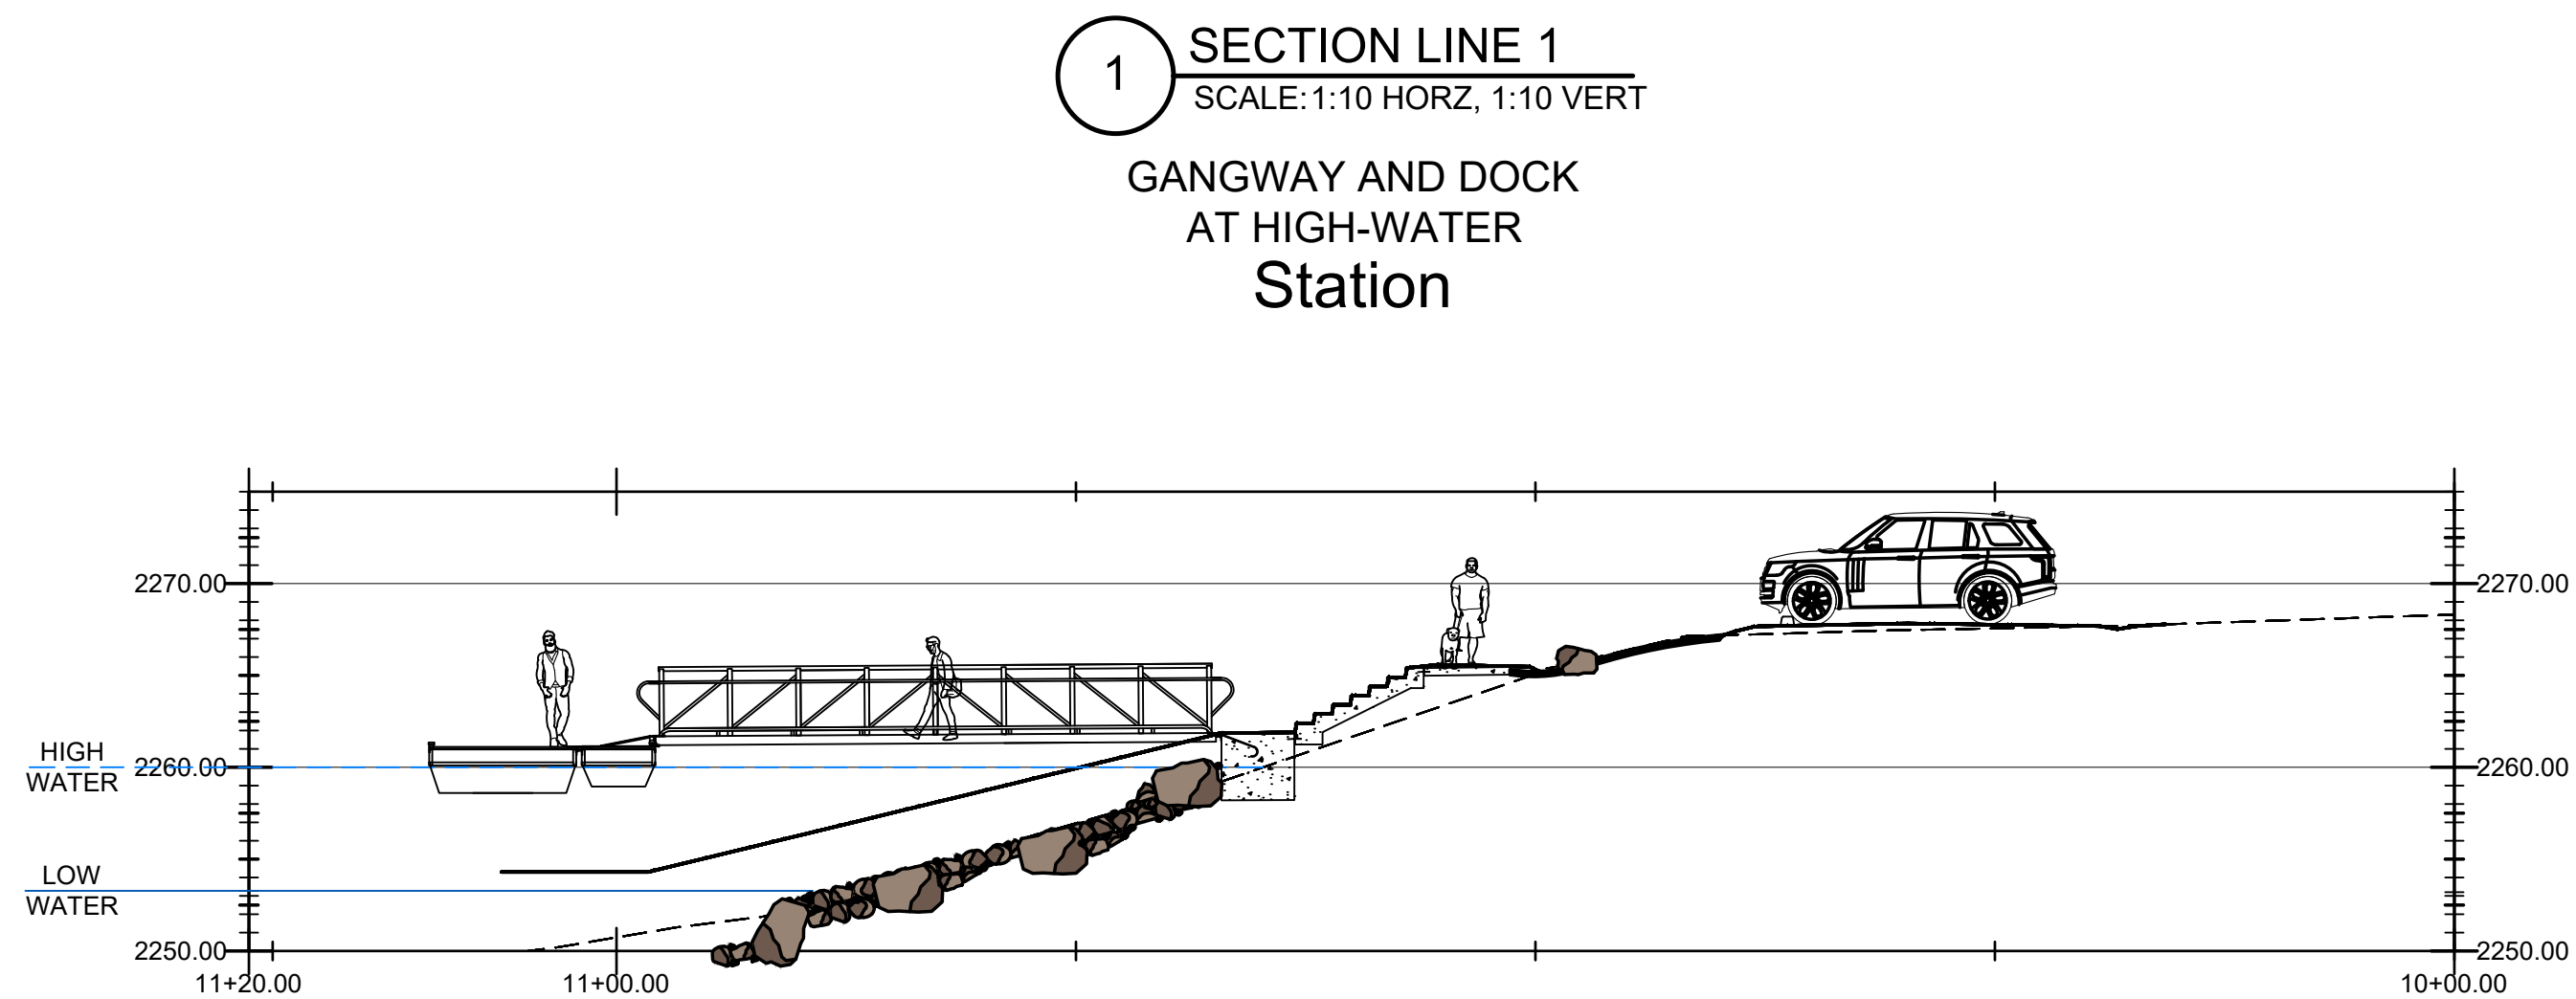 1
SECTION LINE 1
SCALE: 1:10 HORZ, 1:10 VERT
GANGWAY AND DOCK
AT HIGH-WATER
Station
2270.00
2270.00
HIGH
WATER
2260.00
2260.00
LOW
WATER
2250.00
2250.00
11+20.00
11+00.00
10+00.00